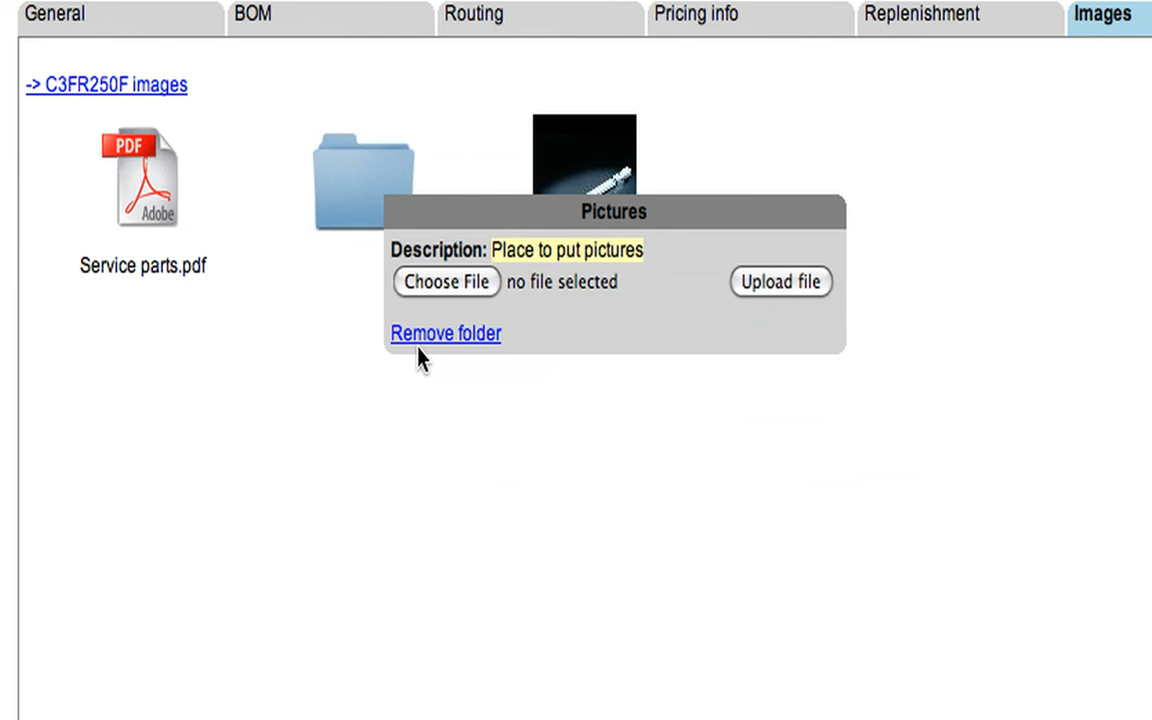 General BOM Routing Pricing info Replenishment Images
-> C3FR250F images
PDF
Adobe
Service parts.pdf
Pictures
Description: Place to put pictures
Choose File no file selected Upload file
Remove folder